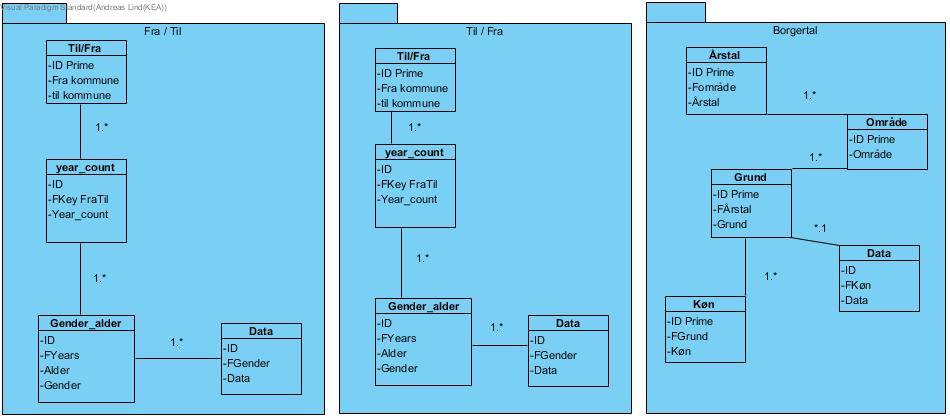 Visual Paradigm Standard(Andreas Lind(KEA))
Fra / Til
Til/Fra
-ID Prime
-Fra kommune
-til kommune
1.*
year_count
-ID
-FKey FraTil
-Year_count
1.*
Gender_alder
-ID
-FYears
-Alder
-Gender
1.*
Data
-ID
-FGender
-Data
Til / Fra
Til/Fra
-ID Prime
-Fra kommune
-til kommune
1.*
year_count
-ID
-FKey FraTil
-Year_count
1.*
Gender_alder
-ID
-FYears
-Alder
-Gender
1.*
Data
-ID
-FGender
-Data
Borgertal
Årstal
-ID Prime
-Fområde
-Årstal
1.*
Område
-ID Prime
-Område
1.*
Grund
-ID Prime
-FÅrstal
-Grund
*.1
Data
-ID
-FKøn
-Data
1.*
Køn
-ID Prime
-FGrund
-Køn